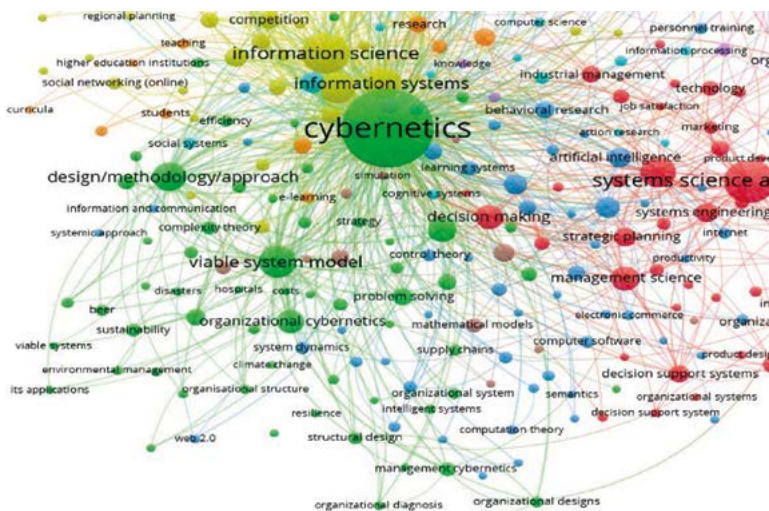 regional planning
competition
research
computer science
personnel training
teaching
information science
higher education institutions
knowledge
information processing
social networking (online)
information systems
industrial management
technology
curricula
students
efficiency
behavioral research
job satisfaction
marketing
cybernetics
social systems
action research
learning systems
artificial intelligence
product deve
design/methodology/approach
simulation
cognitive systems
systems science a
e-learning
information and communication
strategy
decision making
systems engineering
internet
systemic approach
complexity theory
strategic planning
control theory
productivity
viable system model
management science
disasters
hospitals
costs
problem solving
electronic commerce
beer
organizational cybernetics
mathematical models
organiza
sustainability
viable systems
system dynamics
supply chains
computer software
product desig
environmental management
climate change
decision support systems
its applications
organisational structure
organizational system
semantics
organizational systems
resilience
intelligent systems
decision support system
web 2.0
structural design
computation theory
management cybernetics
organizational diagnosis
organizational designs